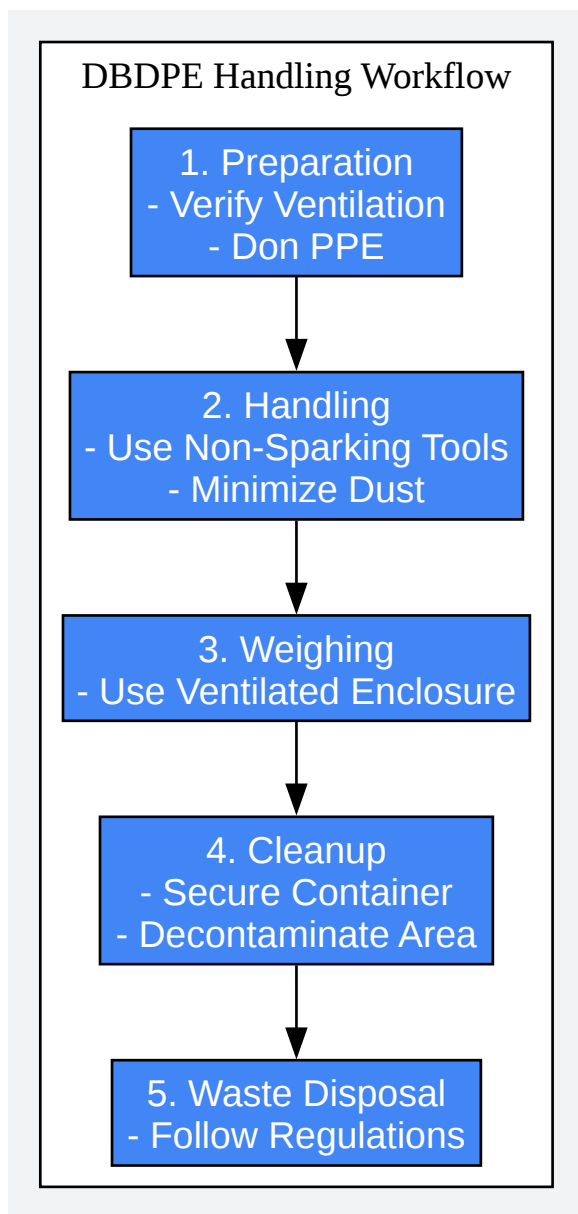 DBDPE Handling Workflow
1. Preparation
- Verify Ventilation
- Don PPE
2. Handling
- Use Non-Sparking Tools
- Minimize Dust
3. Weighing
- Use Ventilated Enclosure
4. Cleanup
- Secure Container
- Decontaminate Area
5. Waste Disposal
- Follow Regulations